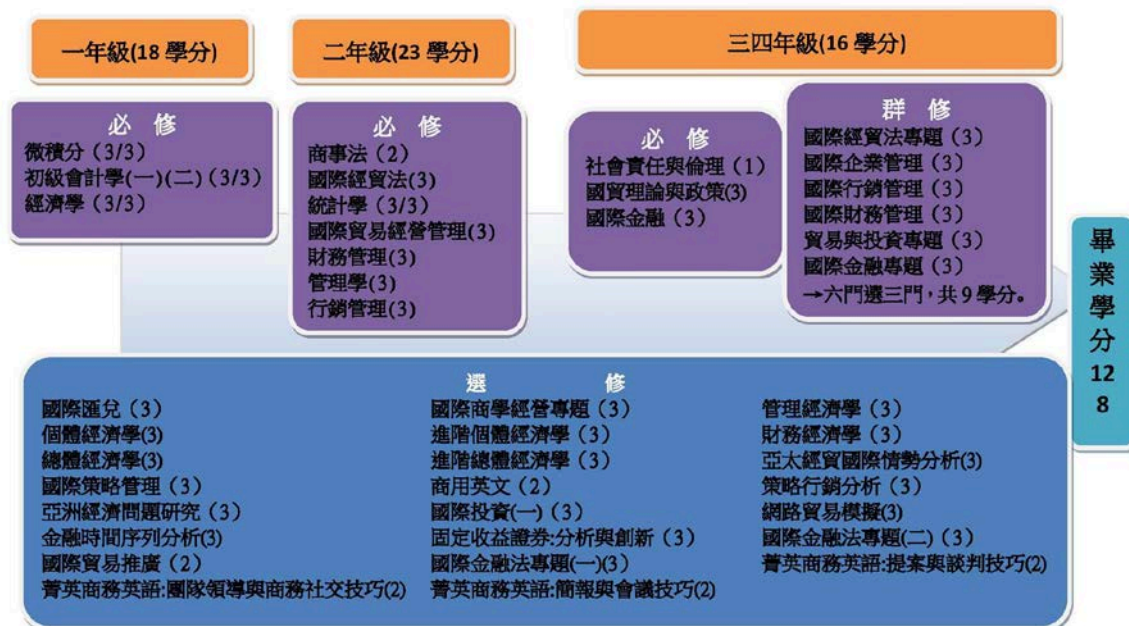 一年級(18 學分)
必 修
微積分（3/3）
初級會計學(一)(二)（3/3）
經濟學（3/3）
二年級(23 學分)
必 修
商事法（2）
國際經貿法(3)
統計學（3/3）
國際貿易經營管理(3)
財務管理(3)
管理學(3)
行銷管理(3)
三四年級(16 學分)
必 修
社會責任與倫理（1）
國貿理論與政策(3)
國際金融（3）
群 修
國際經貿法專題（3）
國際企業管理（3）
國際行銷管理（3）
國際財務管理（3）
貿易與投資專題（3）
國際金融專題（3）
→六門選三門，共 9 學分。
選 修
國際匯兌（3）
個體經濟學(3)
總體經濟學(3)
國際策略管理（3）
亞洲經濟問題研究（3）
金融時間序列分析(3)
國際貿易推廣（2）
菁英商務英語:團隊領導與商務社交技巧(2)
國際商學經營專題（3）
進階個體經濟學（3）
進階總體經濟學（3）
商用英文（2）
國際投資(一)（3）
固定收益證券:分析與創新（3）
國際金融法專題(一)(3)
菁英商務英語:簡報與會議技巧(2)
管理經濟學（3）
財務經濟學（3）
亞太經貿國際情勢分析(3)
策略行銷分析（3）
網路貿易模擬(3)
國際金融法專題(二)（3）
菁英商務英語:提案與談判技巧(2)
畢
業
學
分
12
8